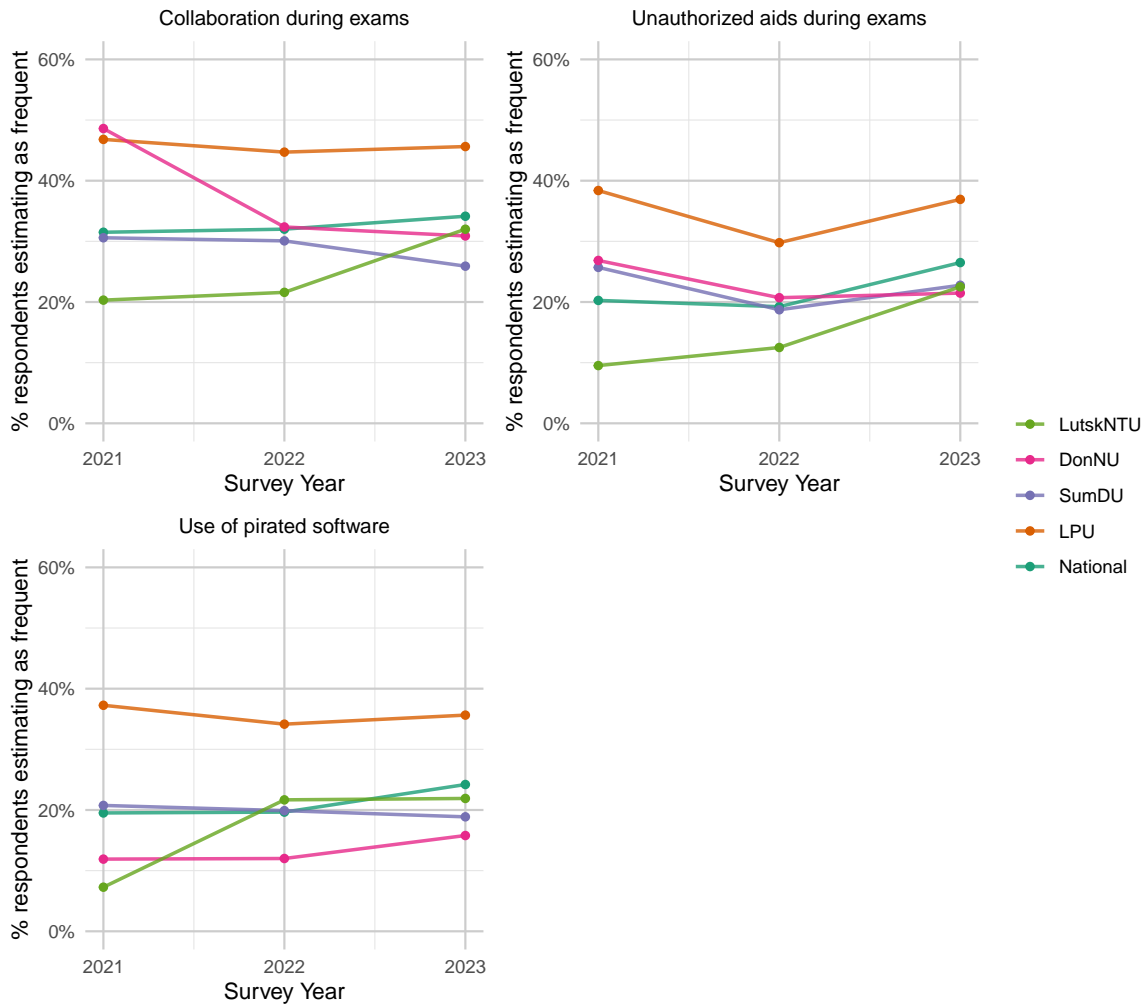 Collaboration during exams
% respondents estimating as frequent
60%
40%
20%
0%
2021 2022 2023
Survey Year
Unauthorized aids during exams
% respondents estimating as frequent
60%
40%
20%
0%
2021 2022 2023
Survey Year
Use of pirated software
% respondents estimating as frequent
60%
40%
20%
0%
2021 2022 2023
Survey Year
LutskNTU
DonNU
SumDU
LPU
National